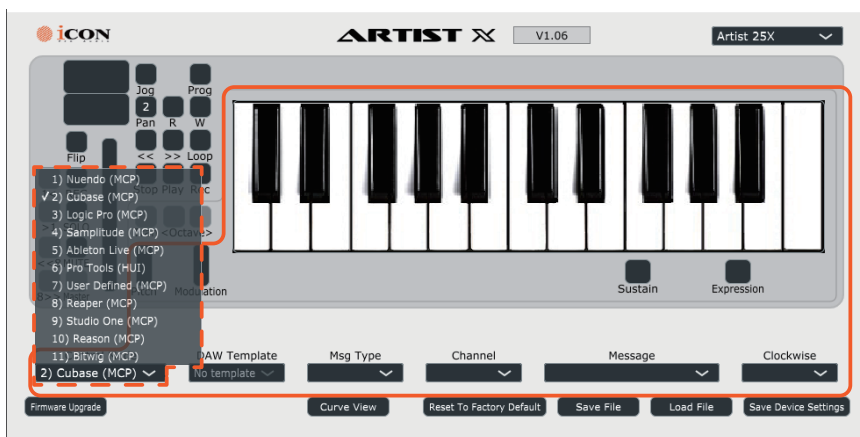 icon
PRO AUDIO
ARTIST X
V1.06
Artist 25X
Jog
Prog
2
Pan R W
Flip
<< >> Loop
Stop Play Rec
<Octave>
Pitch Modulation
Sustain
Expression
1) Nuendo (MCP)
✓ 2) Cubase (MCP)
3) Logic Pro (MCP)
4) Samplitude (MCP)
5) Ableton Live (MCP)
6) Pro Tools (HUI)
7) User Defined (MCP)
8) Reaper (MCP)
9) Studio One (MCP)
10) Reason (MCP)
11) Bitwig (MCP)
DAW Template Msg Type Channel Message Clockwise
2) Cubase (MCP) No template
Firmware Upgrade Curve View Reset To Factory Default Save File Load File Save Device Settings